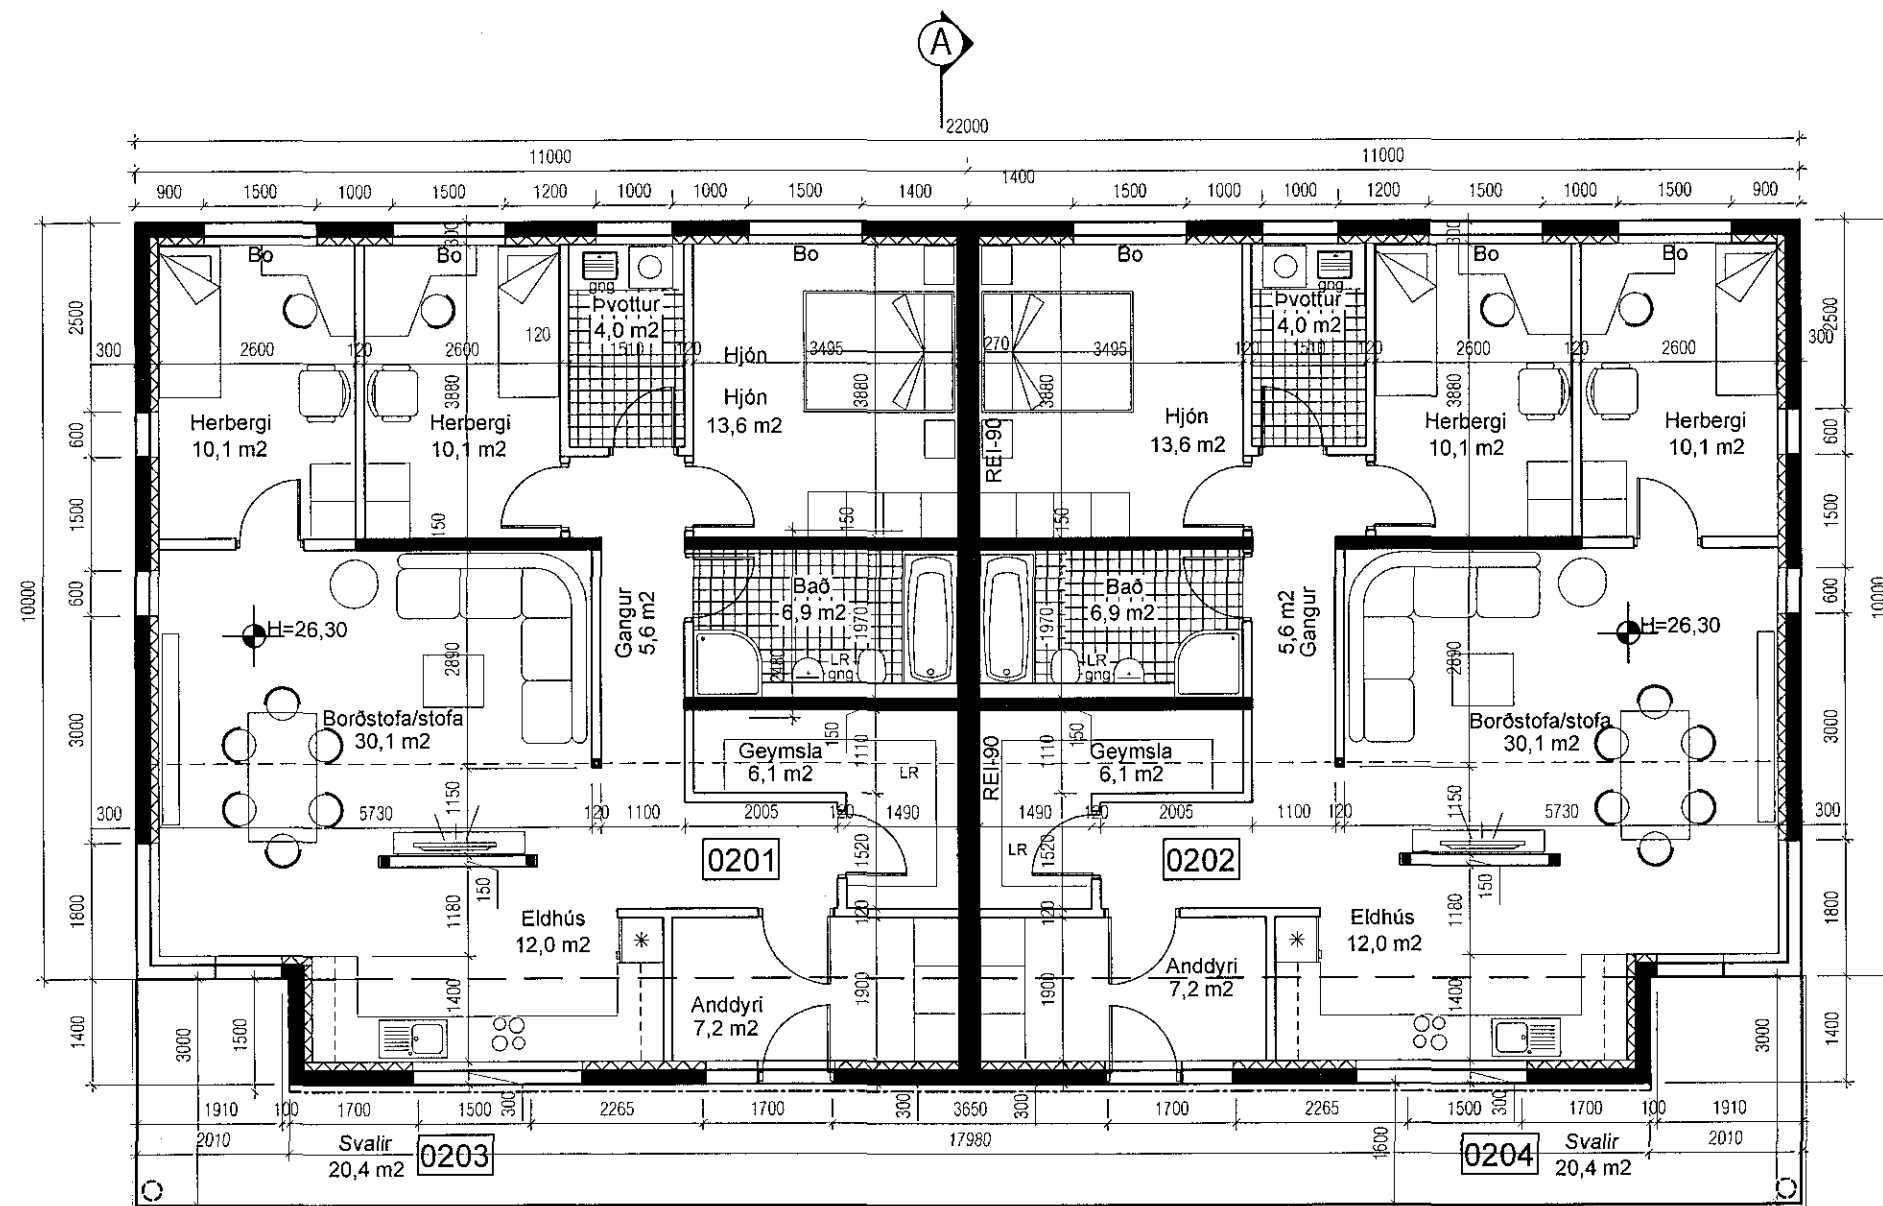 A
22000
11000 11000
900 1500 1000 1500 1200 1000 1000 1500 1400 1400 1500 1000 1000 1200 1500 1000 1500 900
300 300
Bo Bo Bo Bo Bo Bo
gng gng
Þvottur
4,0 m2
Þvottur
4,0 m2
2500 2500
120
300 2600 120 2600 1510 120 3495 270 3495 120 1510 120 2600 120 2600 300
Hjón
Hjón
13,6 m2
Hjón
13,6 m2
3880 3880 3880 3880
Herbergi
10,1 m2
Herbergi
10,1 m2
Herbergi
10,1 m2
Herbergi
10,1 m2
600 600
REI-90
1500 150 150 150 1500
10000 600 600 10000
Bað
6,9 m2
Bað
6,9 m2
Gangur
5,6 m2
5,6 m2
Gangur
H=26,30 H=26,30
1970 1970
2890 2480 2890
LR
gng
LR
gng
3000 3000
Borðstofa/stofa
30,1 m2
Borðstofa/stofa
30,1 m2
150 1110 1110 150
Geymsla
6,1 m2
Geymsla
6,1 m2
LR
REI-90
1150 1150
300 5730 120 1100 2005 120 1490 1490 120 2005 1100 120 5730 300
0201 0202
1520 LR 1520
150 150
1800 1180 120 120 1180 1800
Eldhús
12,0 m2
Eldhús
12,0 m2
Anddyri
7,2 m2
Anddyri
7,2 m2
1400 1900 1900 1400
1400 3000 1500 3000 1400
1910 100 1700 1500 300 2265 1700 300 3650 300 1700 2265 1500 300 1700 100 1910
2010 17980 1600 2010
Svalir
20,4 m2
0203
0204
Svalir
20,4 m2